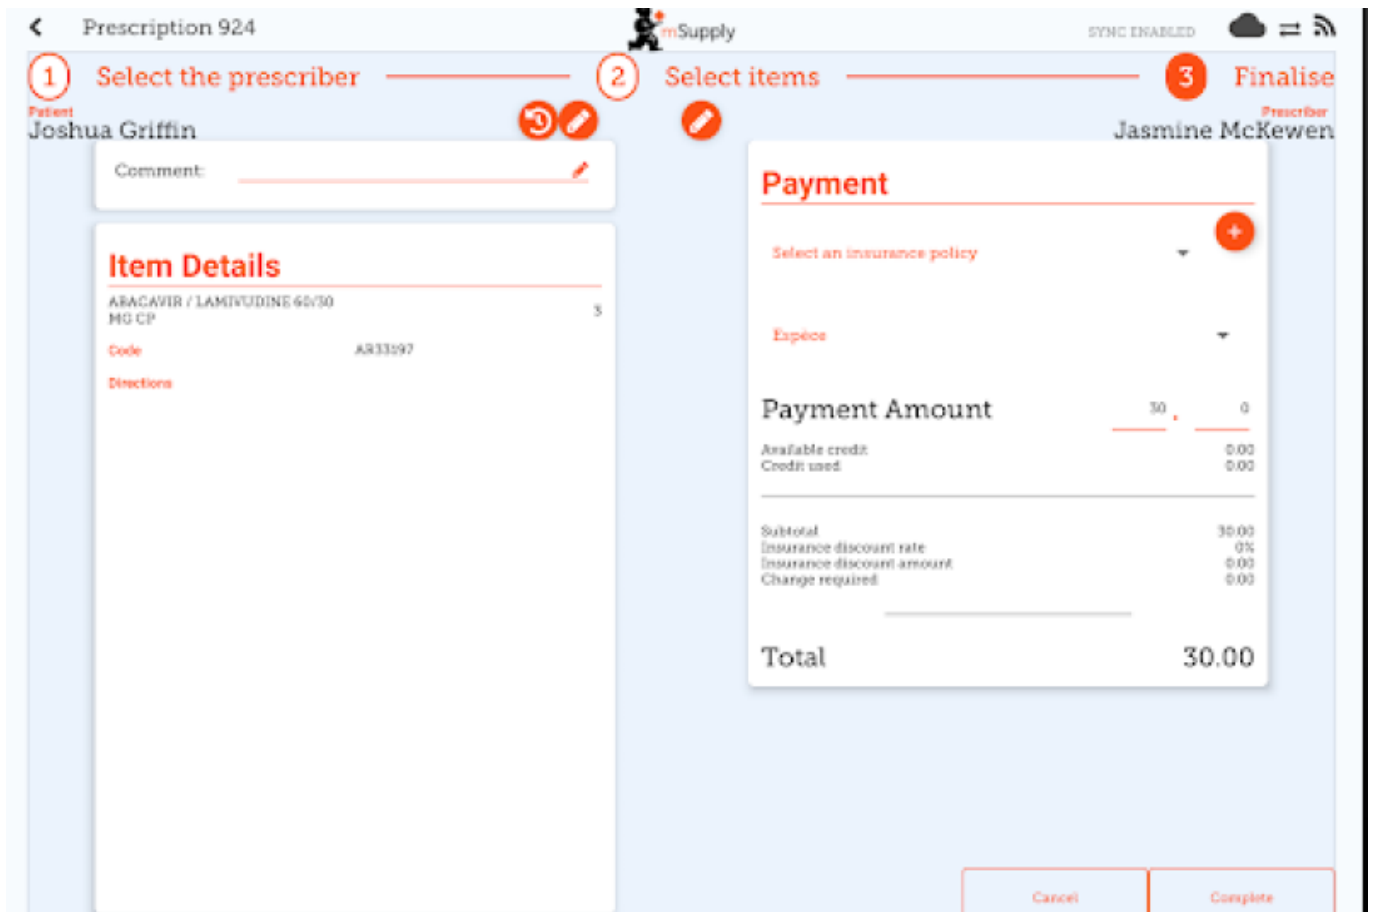 Prescription 924
mSupply
SYNC ENABLED
1 Select the prescriber
2 Select items
3 Finalise
Patient
Joshua Griffin
Prescriber
Jasmine McKewen
Comment:
Item Details
ABACAVIR / LAMIVUDINE 60/30
MG CP
3
Code AR33197
Directions
Payment
Select an insurance policy
+
Espèce
Payment Amount 30 . 0
Available credit 0.00
Credit used 0.00
Subtotal 30.00
Insurance discount rate 0%
Insurance discount amount 0.00
Change required 0.00
Total 30.00
Cancel
Complete